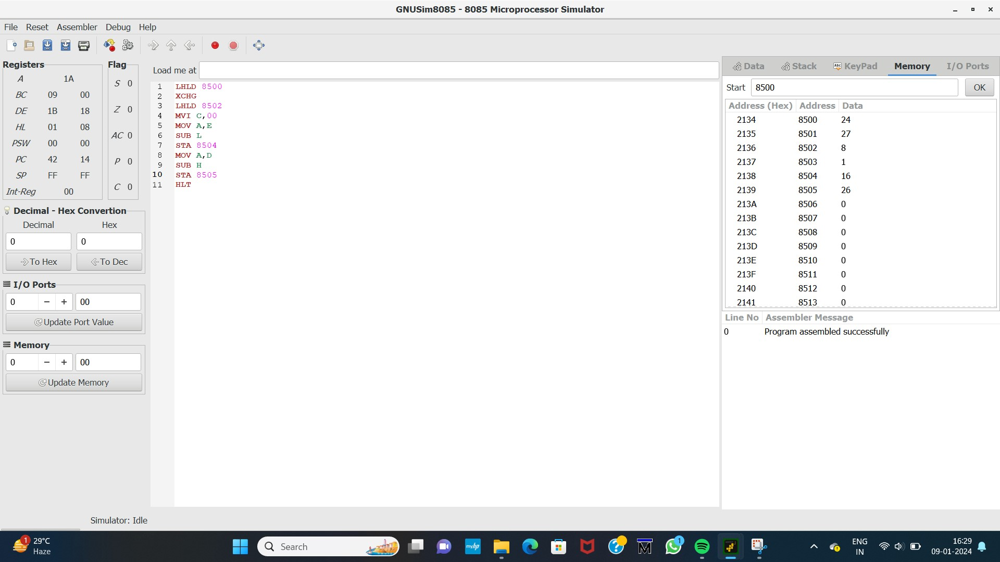 GNUSim8085 - 8085 Microprocessor Simulator
File Reset Assembler Debug Help
Registers
A 1A
BC 09 00
DE 1B 18
HL 01 08
PSW 00 00
PC 42 14
SP FF FF
Int-Reg 00
Flag
S 0
Z 0
AC 0
P 0
C 0
Decimal - Hex Convertion
Decimal Hex
0 0
To Hex To Dec
I/O Ports
0 − + 00
Update Port Value
Memory
0 − + 00
Update Memory
Load me at
1 LHLD 8500
2 XCHG
3 LHLD 8502
4 MVI C,00
5 MOV A,E
6 SUB L
7 STA 8504
8 MOV A,D
9 SUB H
10 STA 8505
11 HLT
Data Stack Abc KeyPad Memory I/O Ports
Start 8500 OK
Address (Hex) Address Data
2134 8500 24
2135 8501 27
2136 8502 8
2137 8503 1
2138 8504 16
2139 8505 26
213A 8506 0
213B 8507 0
213C 8508 0
213D 8509 0
213E 8510 0
213F 8511 0
2140 8512 0
2141 8513 0
Line No Assembler Message
0 Program assembled successfully
Simulator: Idle
1 29°C
Haze
Search
myhp
1
ENG
IN
16:29
09-01-2024